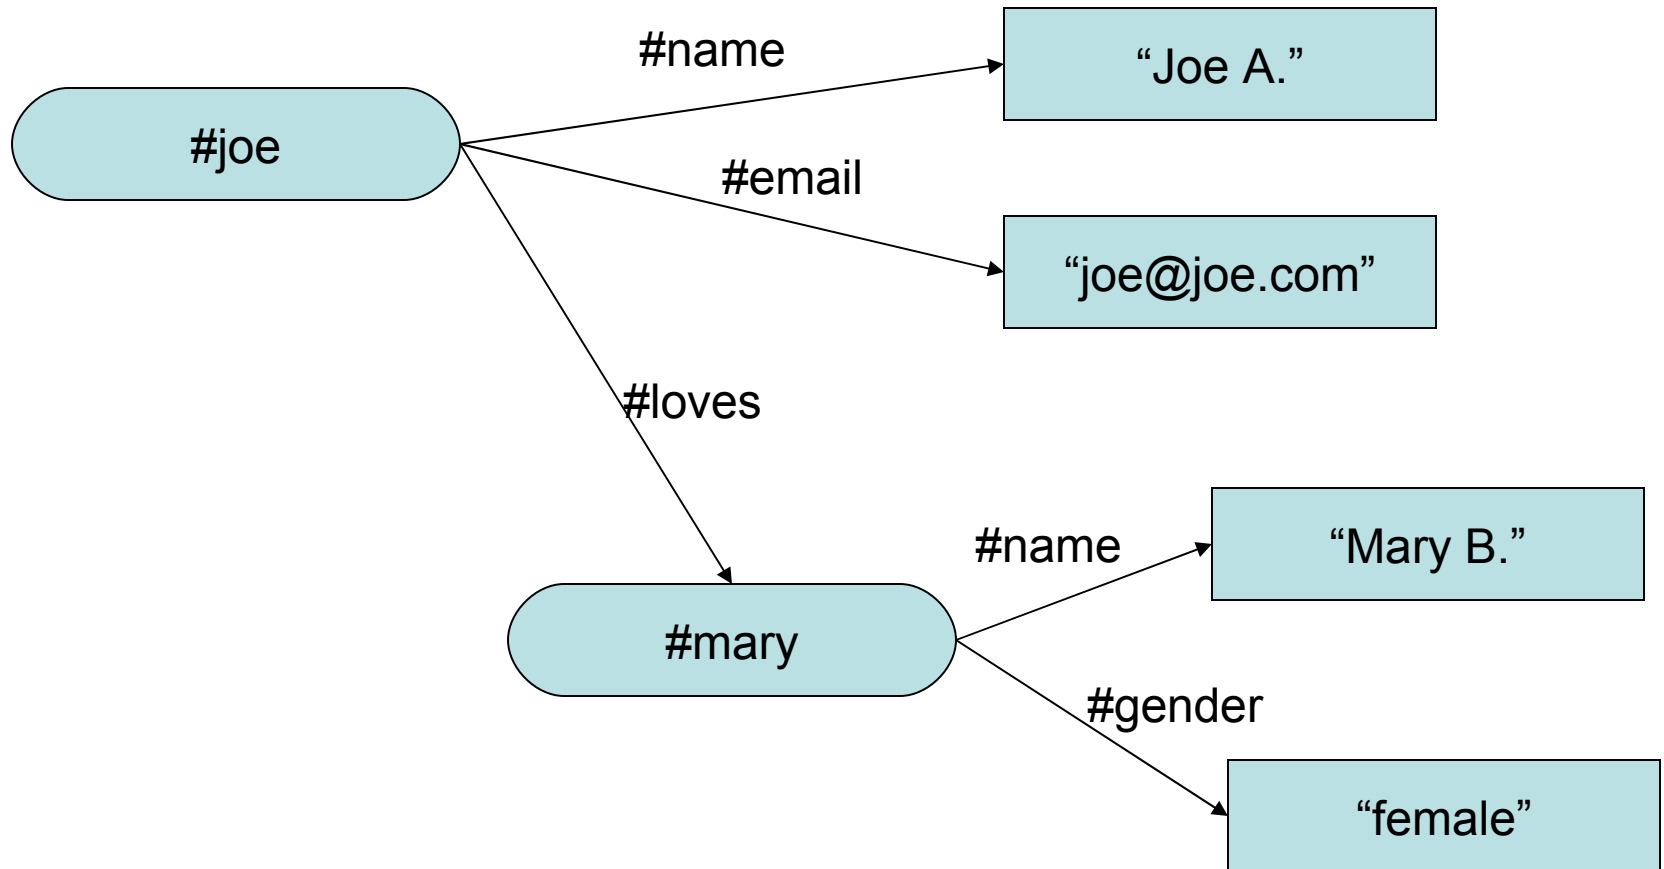 #name
“Joe A.”
#joe
#email
“joe@joe.com”
#loves
#name
“Mary B.”
#mary
#gender
“female”